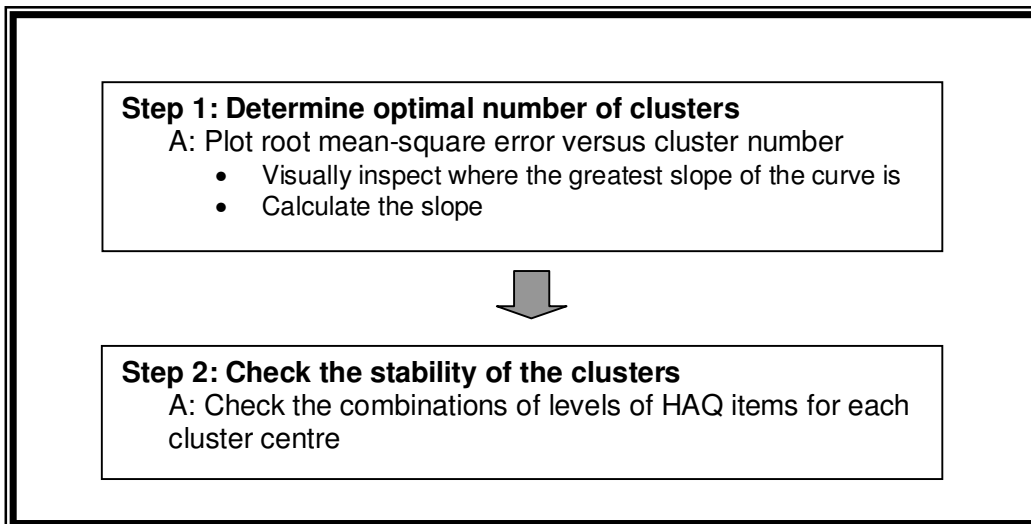 Step 1: Determine optimal number of clusters
A: Plot root mean-square error versus cluster number
• Visually inspect where the greatest slope of the curve is
• Calculate the slope
Step 2: Check the stability of the clusters
A: Check the combinations of levels of HAQ items for each
cluster centre